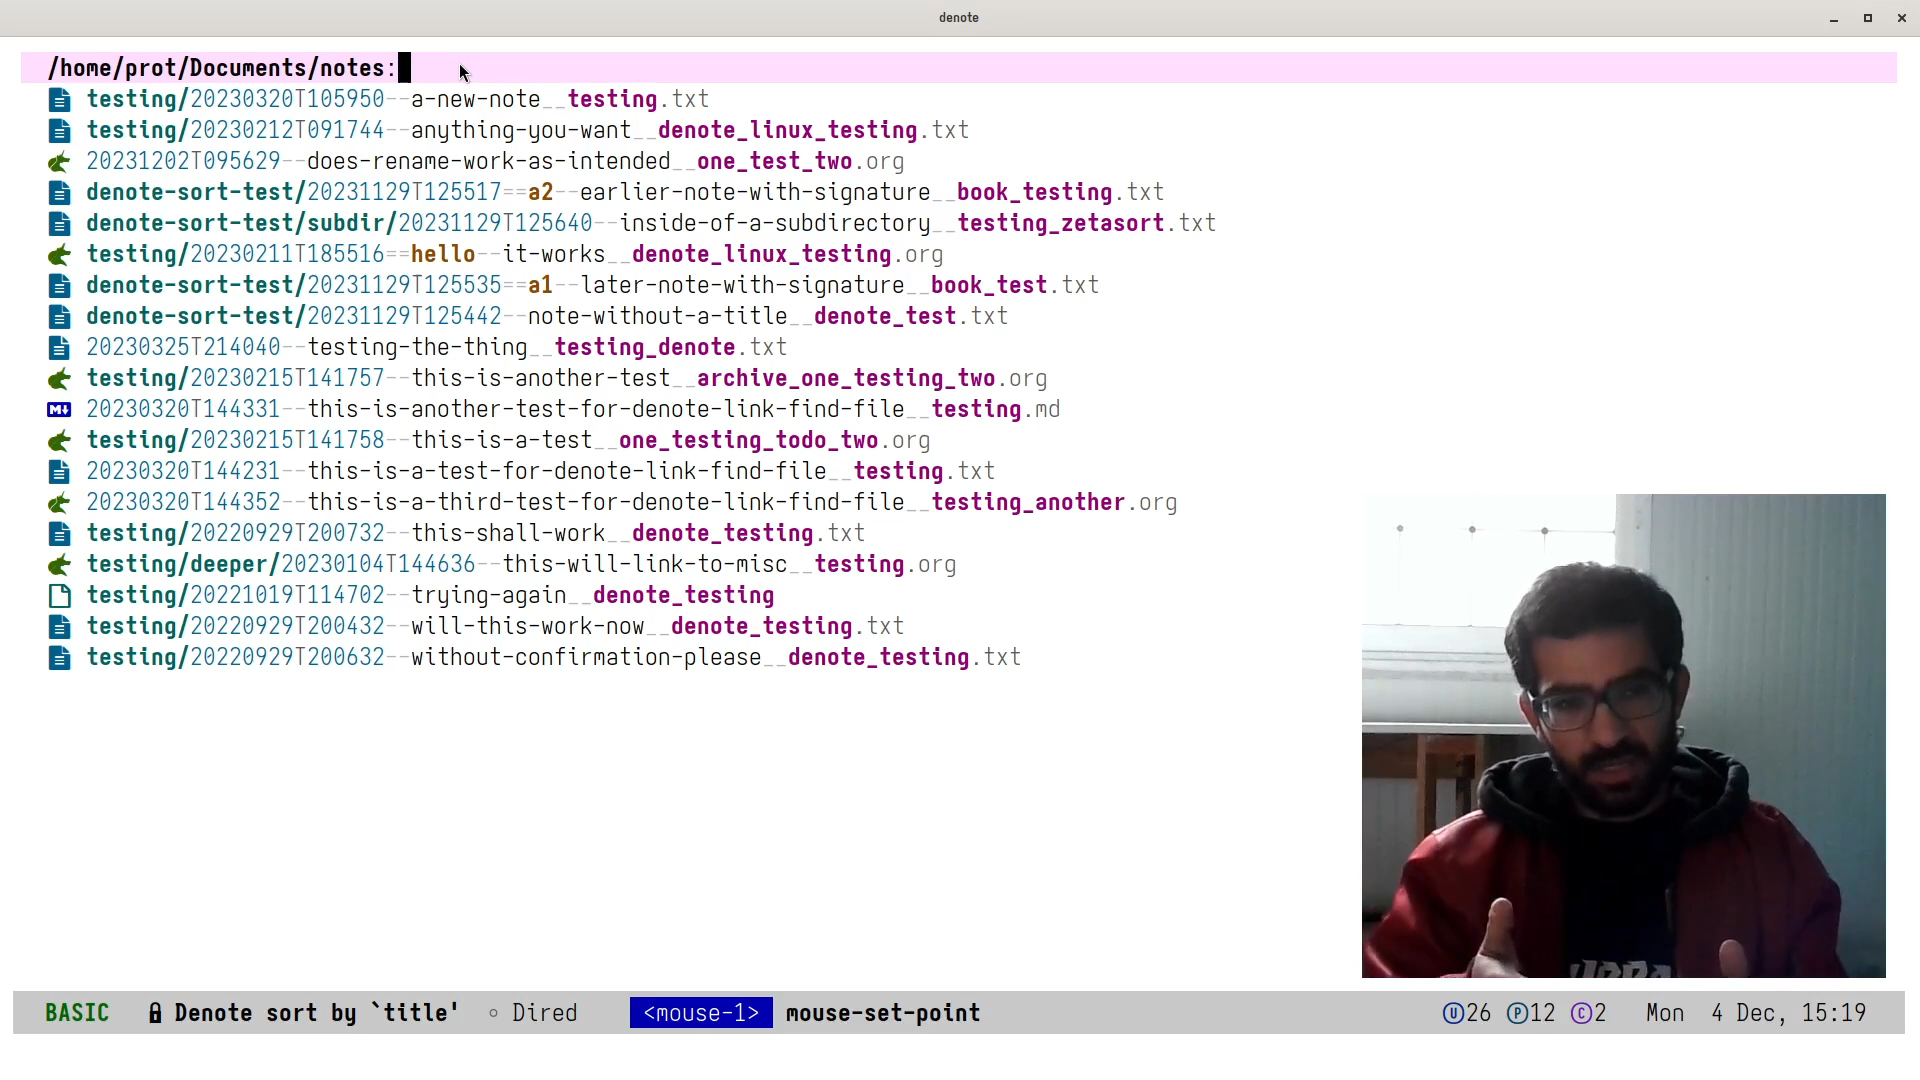 denote
/home/prot/Documents/notes:
testing/20230320T105950--a-new-note__testing.txt
testing/20230212T091744--anything-you-want__denote_linux_testing.txt
20231202T095629--does-rename-work-as-intended__one_test_two.org
denote-sort-test/20231129T125517==a2--earlier-note-with-signature__book_testing.txt
denote-sort-test/subdir/20231129T125640--inside-of-a-subdirectory__testing_zetasort.txt
testing/20230211T185516==hello--it-works__denote_linux_testing.org
denote-sort-test/20231129T125535==a1--later-note-with-signature__book_test.txt
denote-sort-test/20231129T125442--note-without-a-title__denote_test.txt
20230325T214040--testing-the-thing__testing_denote.txt
testing/20230215T141757--this-is-another-test__archive_one_testing_two.org
M 20230320T144331--this-is-another-test-for-denote-link-find-file__testing.md
testing/20230215T141758--this-is-a-test__one_testing_todo_two.org
20230320T144231--this-is-a-test-for-denote-link-find-file__testing.txt
20230320T144352--this-is-a-third-test-for-denote-link-find-file__testing_another.org
testing/20220929T200732--this-shall-work__denote_testing.txt
testing/deeper/20230104T144636--this-will-link-to-misc__testing.org
testing/20221019T114702--trying-again__denote_testing
testing/20220929T200432--will-this-work-now__denote_testing.txt
testing/20220929T200632--without-confirmation-please__denote_testing.txt
BASIC Denote sort by `title' ◦ Dired <mouse-1> mouse-set-point U26 P12 C2 Mon 4 Dec, 15:19